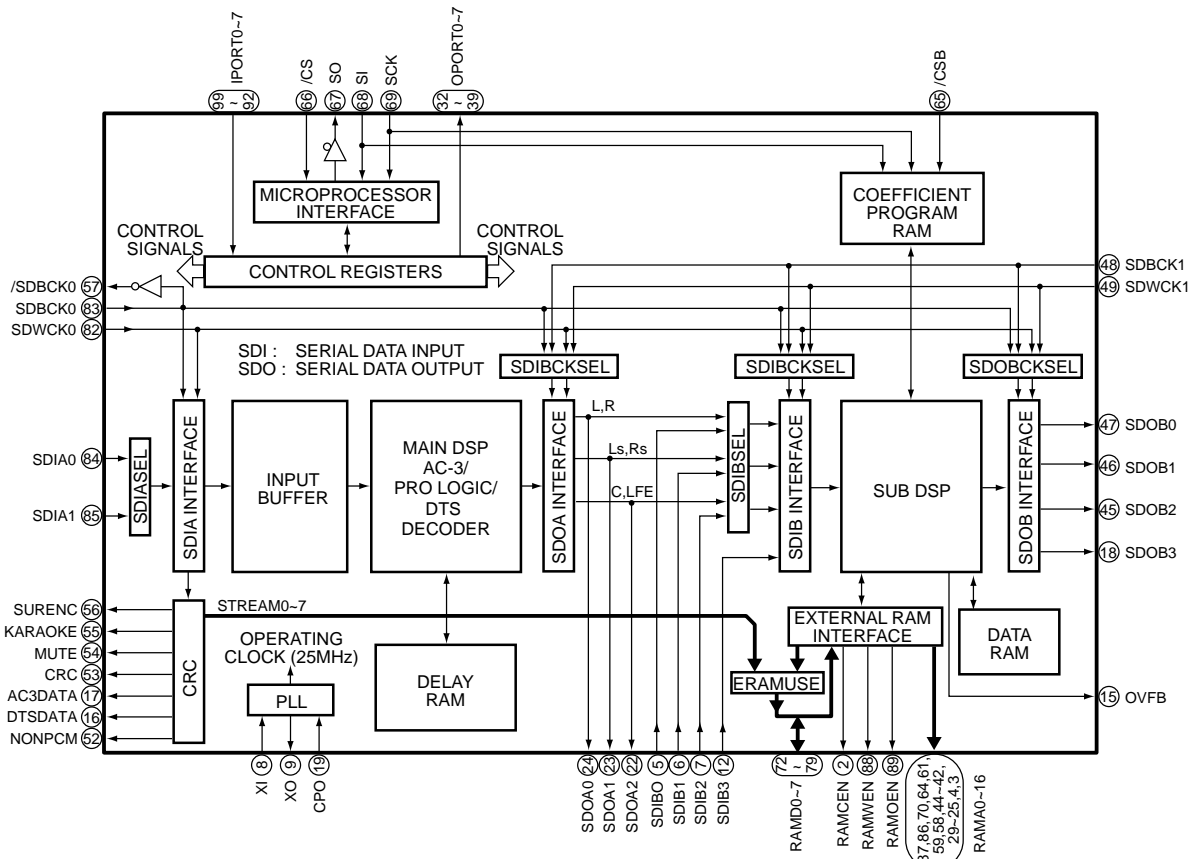 99 ~ 92 IPORT0~7
66 /CS
67 SO
68 SI
69 SCK
32 ~ 39 OPORT0~7
65 /CSB
MICROPROCESSOR
INTERFACE
COEFFICIENT
PROGRAM
RAM
CONTROL
SIGNALS
CONTROL
SIGNALS
CONTROL REGISTERS
/SDBCK0 57
SDBCK0 83
SDWCK0 82
48 SDBCK1
49 SDWCK1
SDI : SERIAL DATA INPUT
SDO : SERIAL DATA OUTPUT
SDIBCKSEL
SDIBCKSEL
SDOBCKSEL
SDIA0 84
SDIA1 85
SDIASEL
SDIA INTERFACE
INPUT
BUFFER
MAIN DSP
AC-3/
PRO LOGIC/
DTS
DECODER
SDOA INTERFACE
L,R
Ls,Rs
C,LFE
SDIBSEL
SDIB INTERFACE
SUB DSP
SDOB INTERFACE
47 SDOB0
46 SDOB1
45 SDOB2
18 SDOB3
SURENC 56
KARAOKE 55
MUTE 54
CRC 53
AC3DATA 17
DTSDATA 16
NONPCM 52
CRC
STREAM0~7
OPERATING
CLOCK (25MHz)
PLL
DELAY
RAM
ERAMUSE
EXTERNAL RAM
INTERFACE
DATA
RAM
15 OVFB
XI 8
XO 9
CPO 19
SDOA0 24
SDOA1 23
SDOA2 22
SDIBO 5
SDIB1 6
SDIB2 7
SDIB3 12
RAMD0~7 72 ~ 79
RAMCEN 2
RAMWEN 88
RAMOEN 89
37,86,70,64,61,
59,58,44~42,
29~25,4,3
RAMA0~16